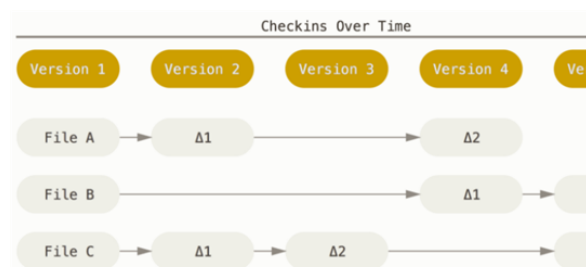 Checkins Over Time
Version 1 Version 2 Version 3 Version 4 Ve
File A Δ1 Δ2
File B Δ1
File C Δ1 Δ2